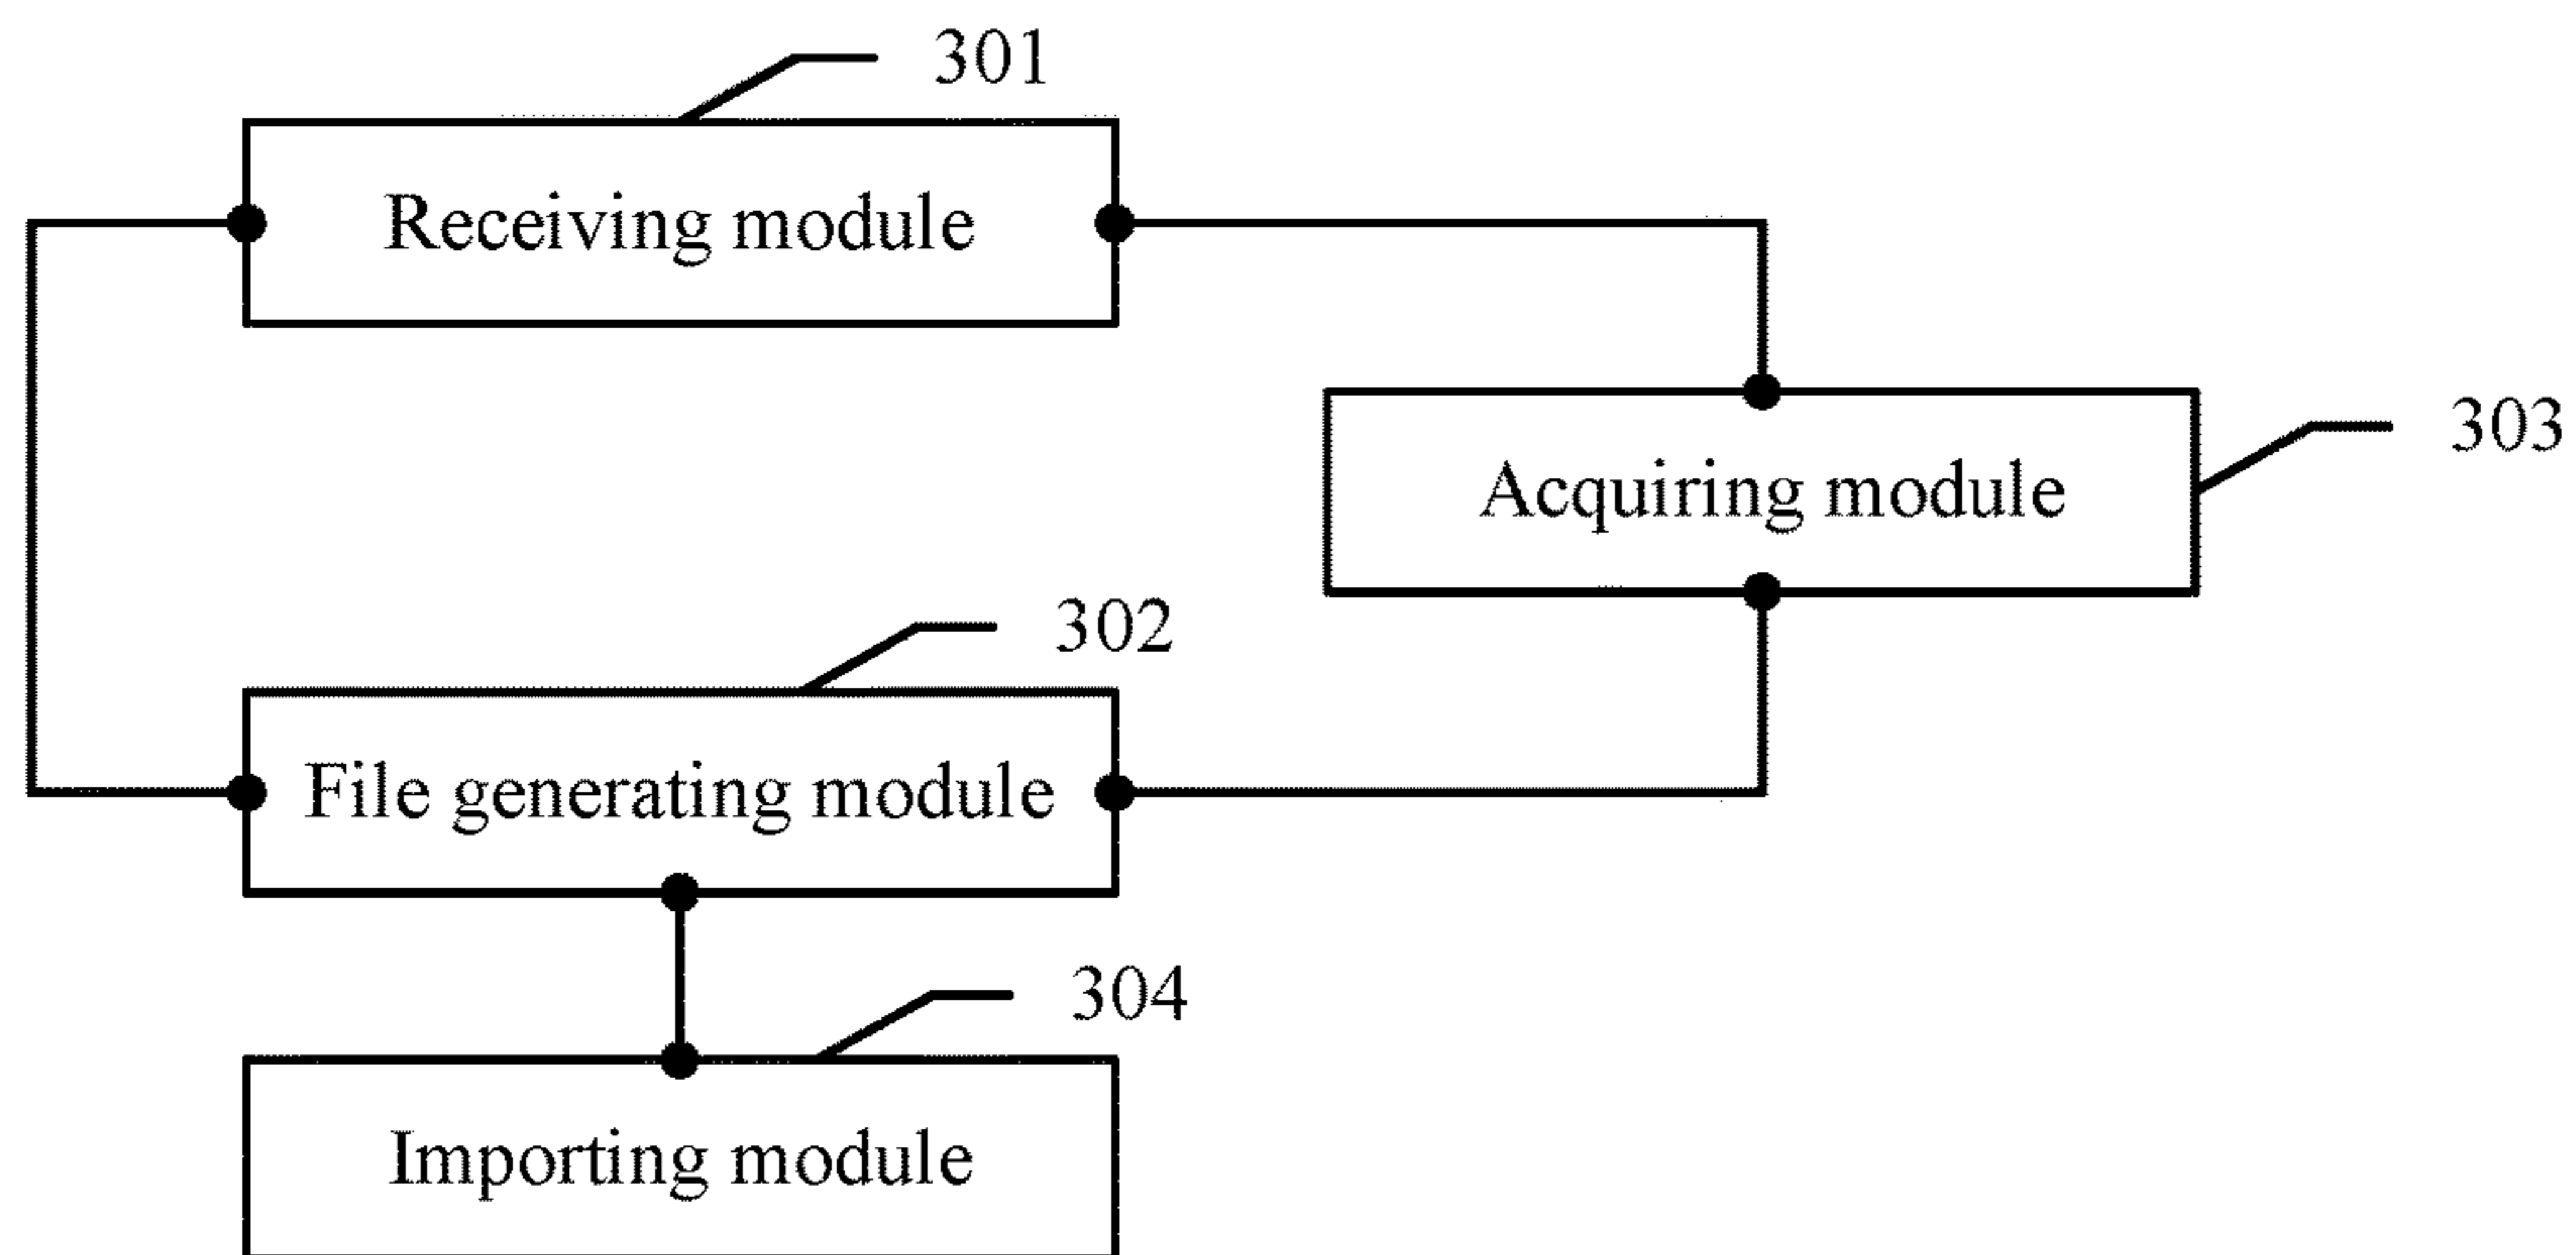 301
Receiving module
303
Acquiring module
302
File generating module
304
Importing module